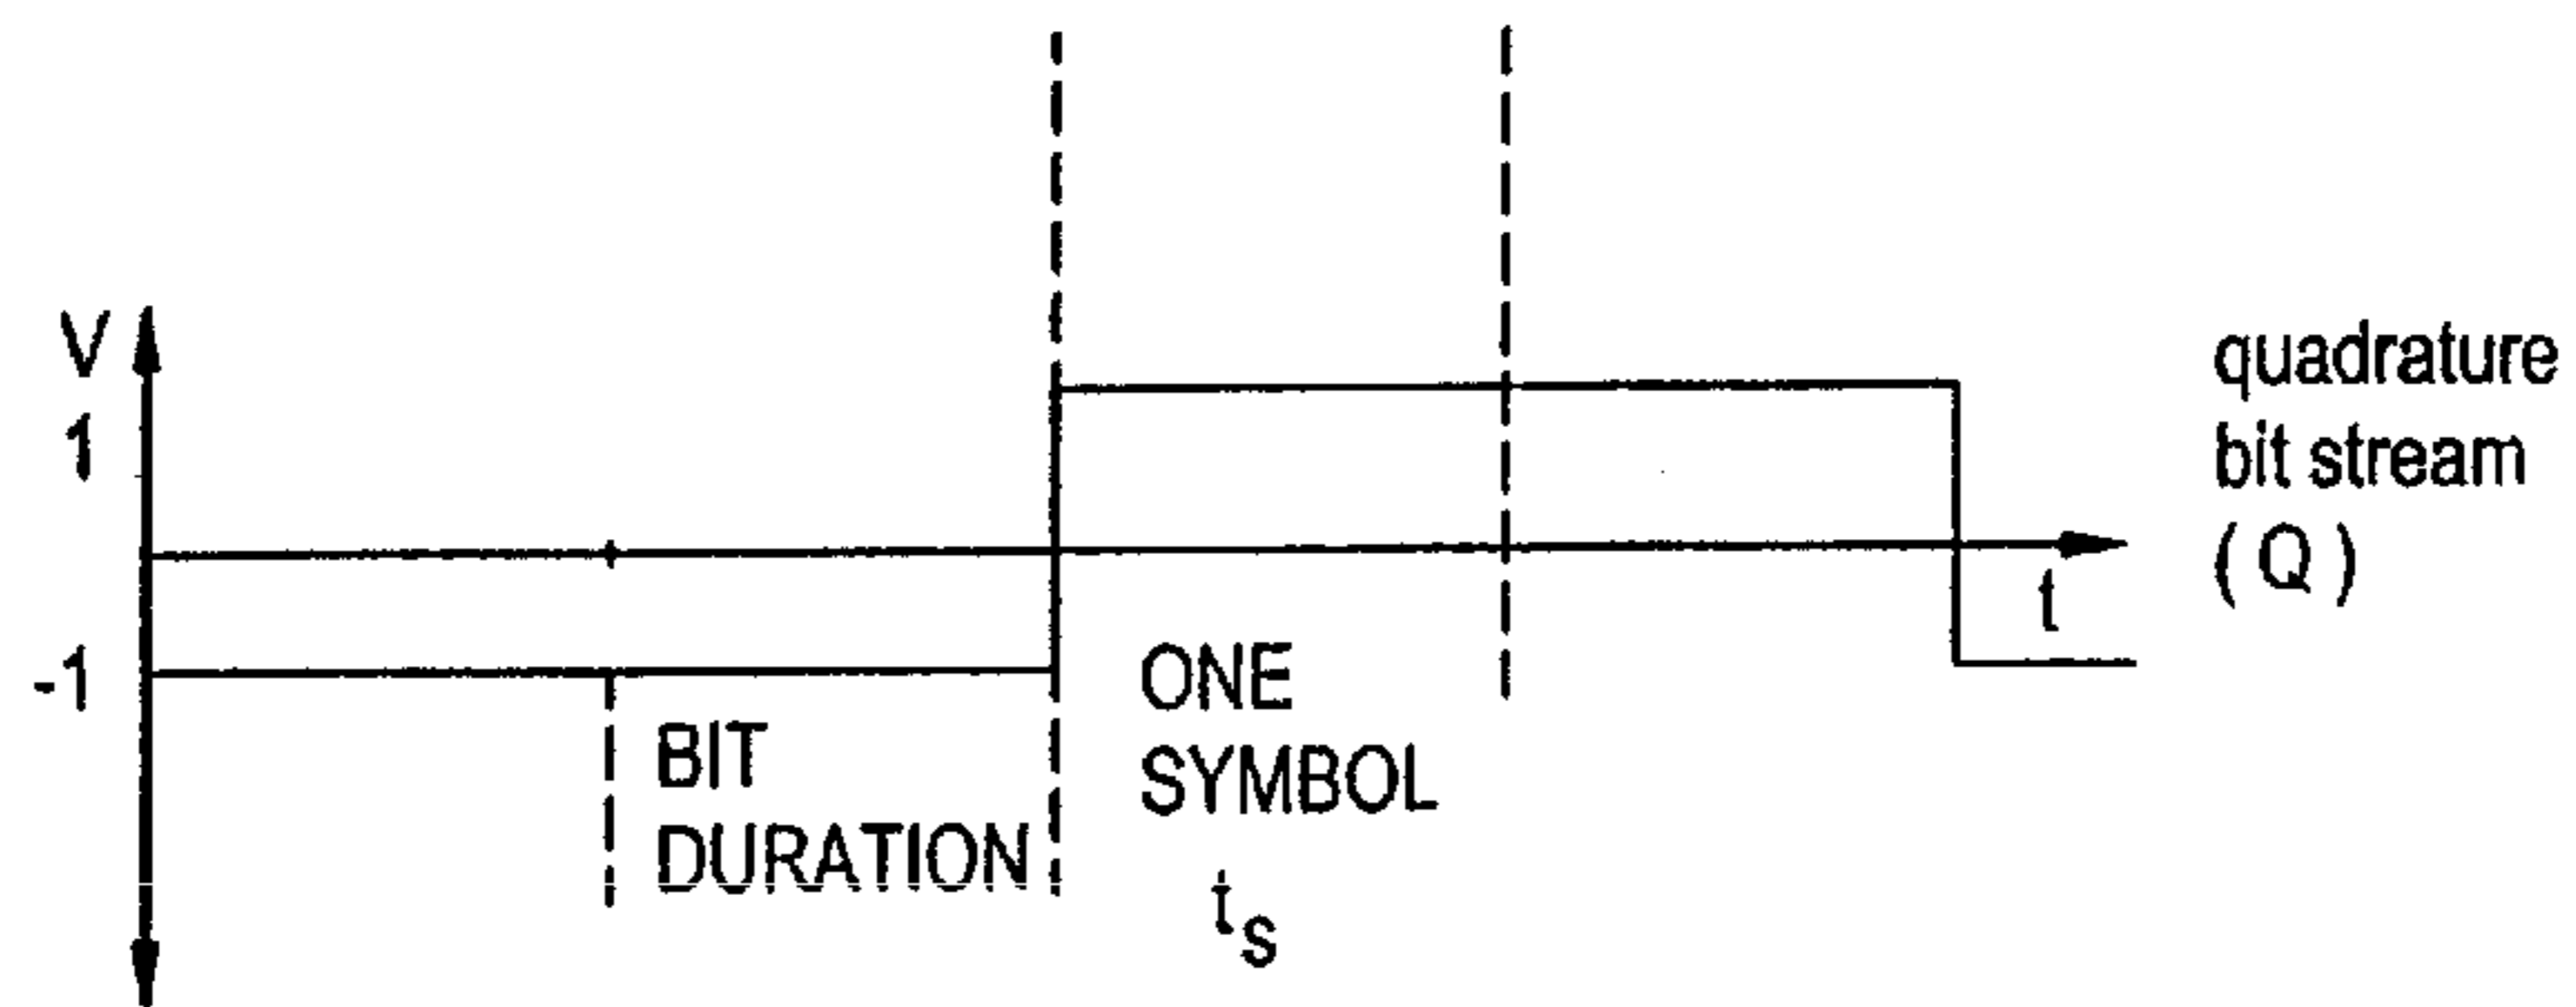 V
1
-1
BIT
DURATION
ONE
SYMBOL
t_s
t
quadrature
bit stream
( Q )